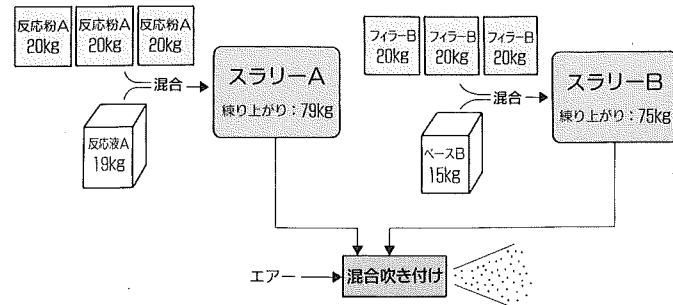 反応粉A
20kg
反応粉A
20kg
反応粉A
20kg
混合
反応液A
19kg
スラリーA
練り上がり：79kg
フィラーB
20kg
フィラーB
20kg
フィラーB
20kg
混合
ベースB
15kg
スラリーB
練り上がり：75kg
エアー
混合吹き付け